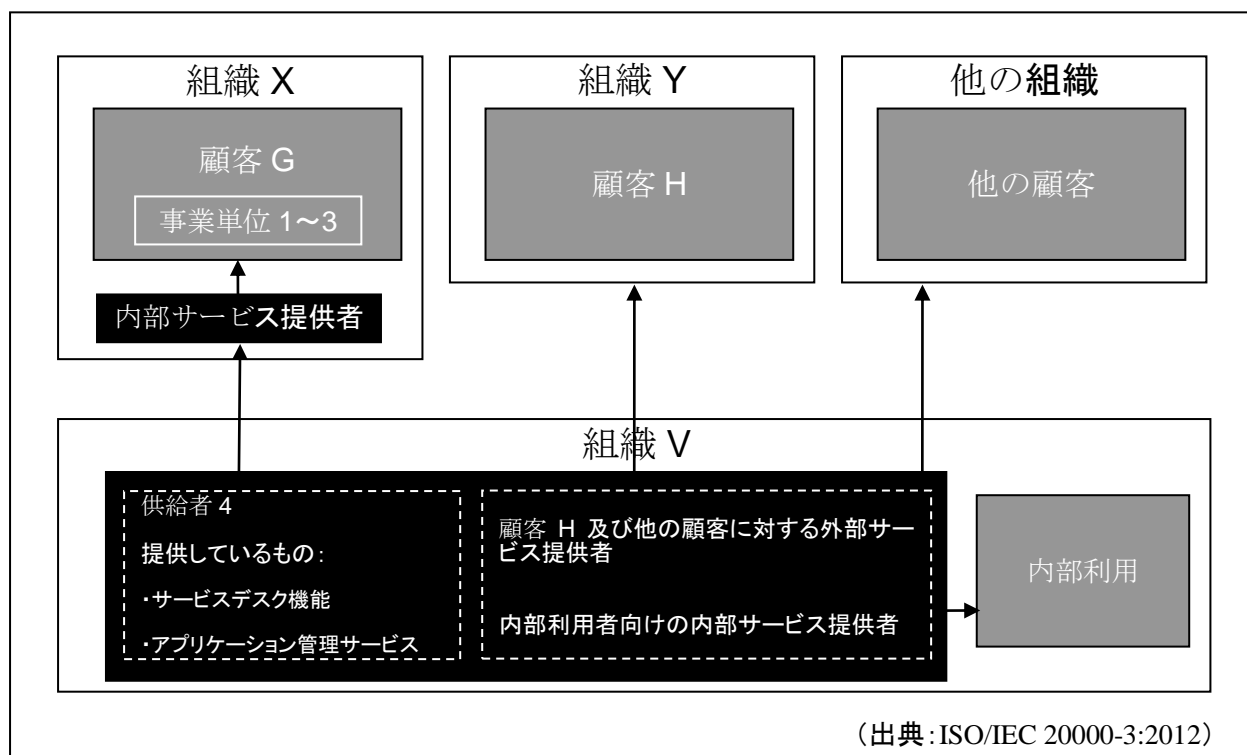 組織 X
顧客 G
事業単位 1～3
内部サービス提供者
組織 Y
顧客 H
他の組織
他の顧客
組織 V
供給者 4
提供しているもの：
・サービスデスク機能
・アプリケーション管理サービス
顧客 H 及び他の顧客に対する外部サー
ビス提供者
内部利用者向けの内部サービス提供者
内部利用
（出典：ISO/IEC 20000-3:2012）